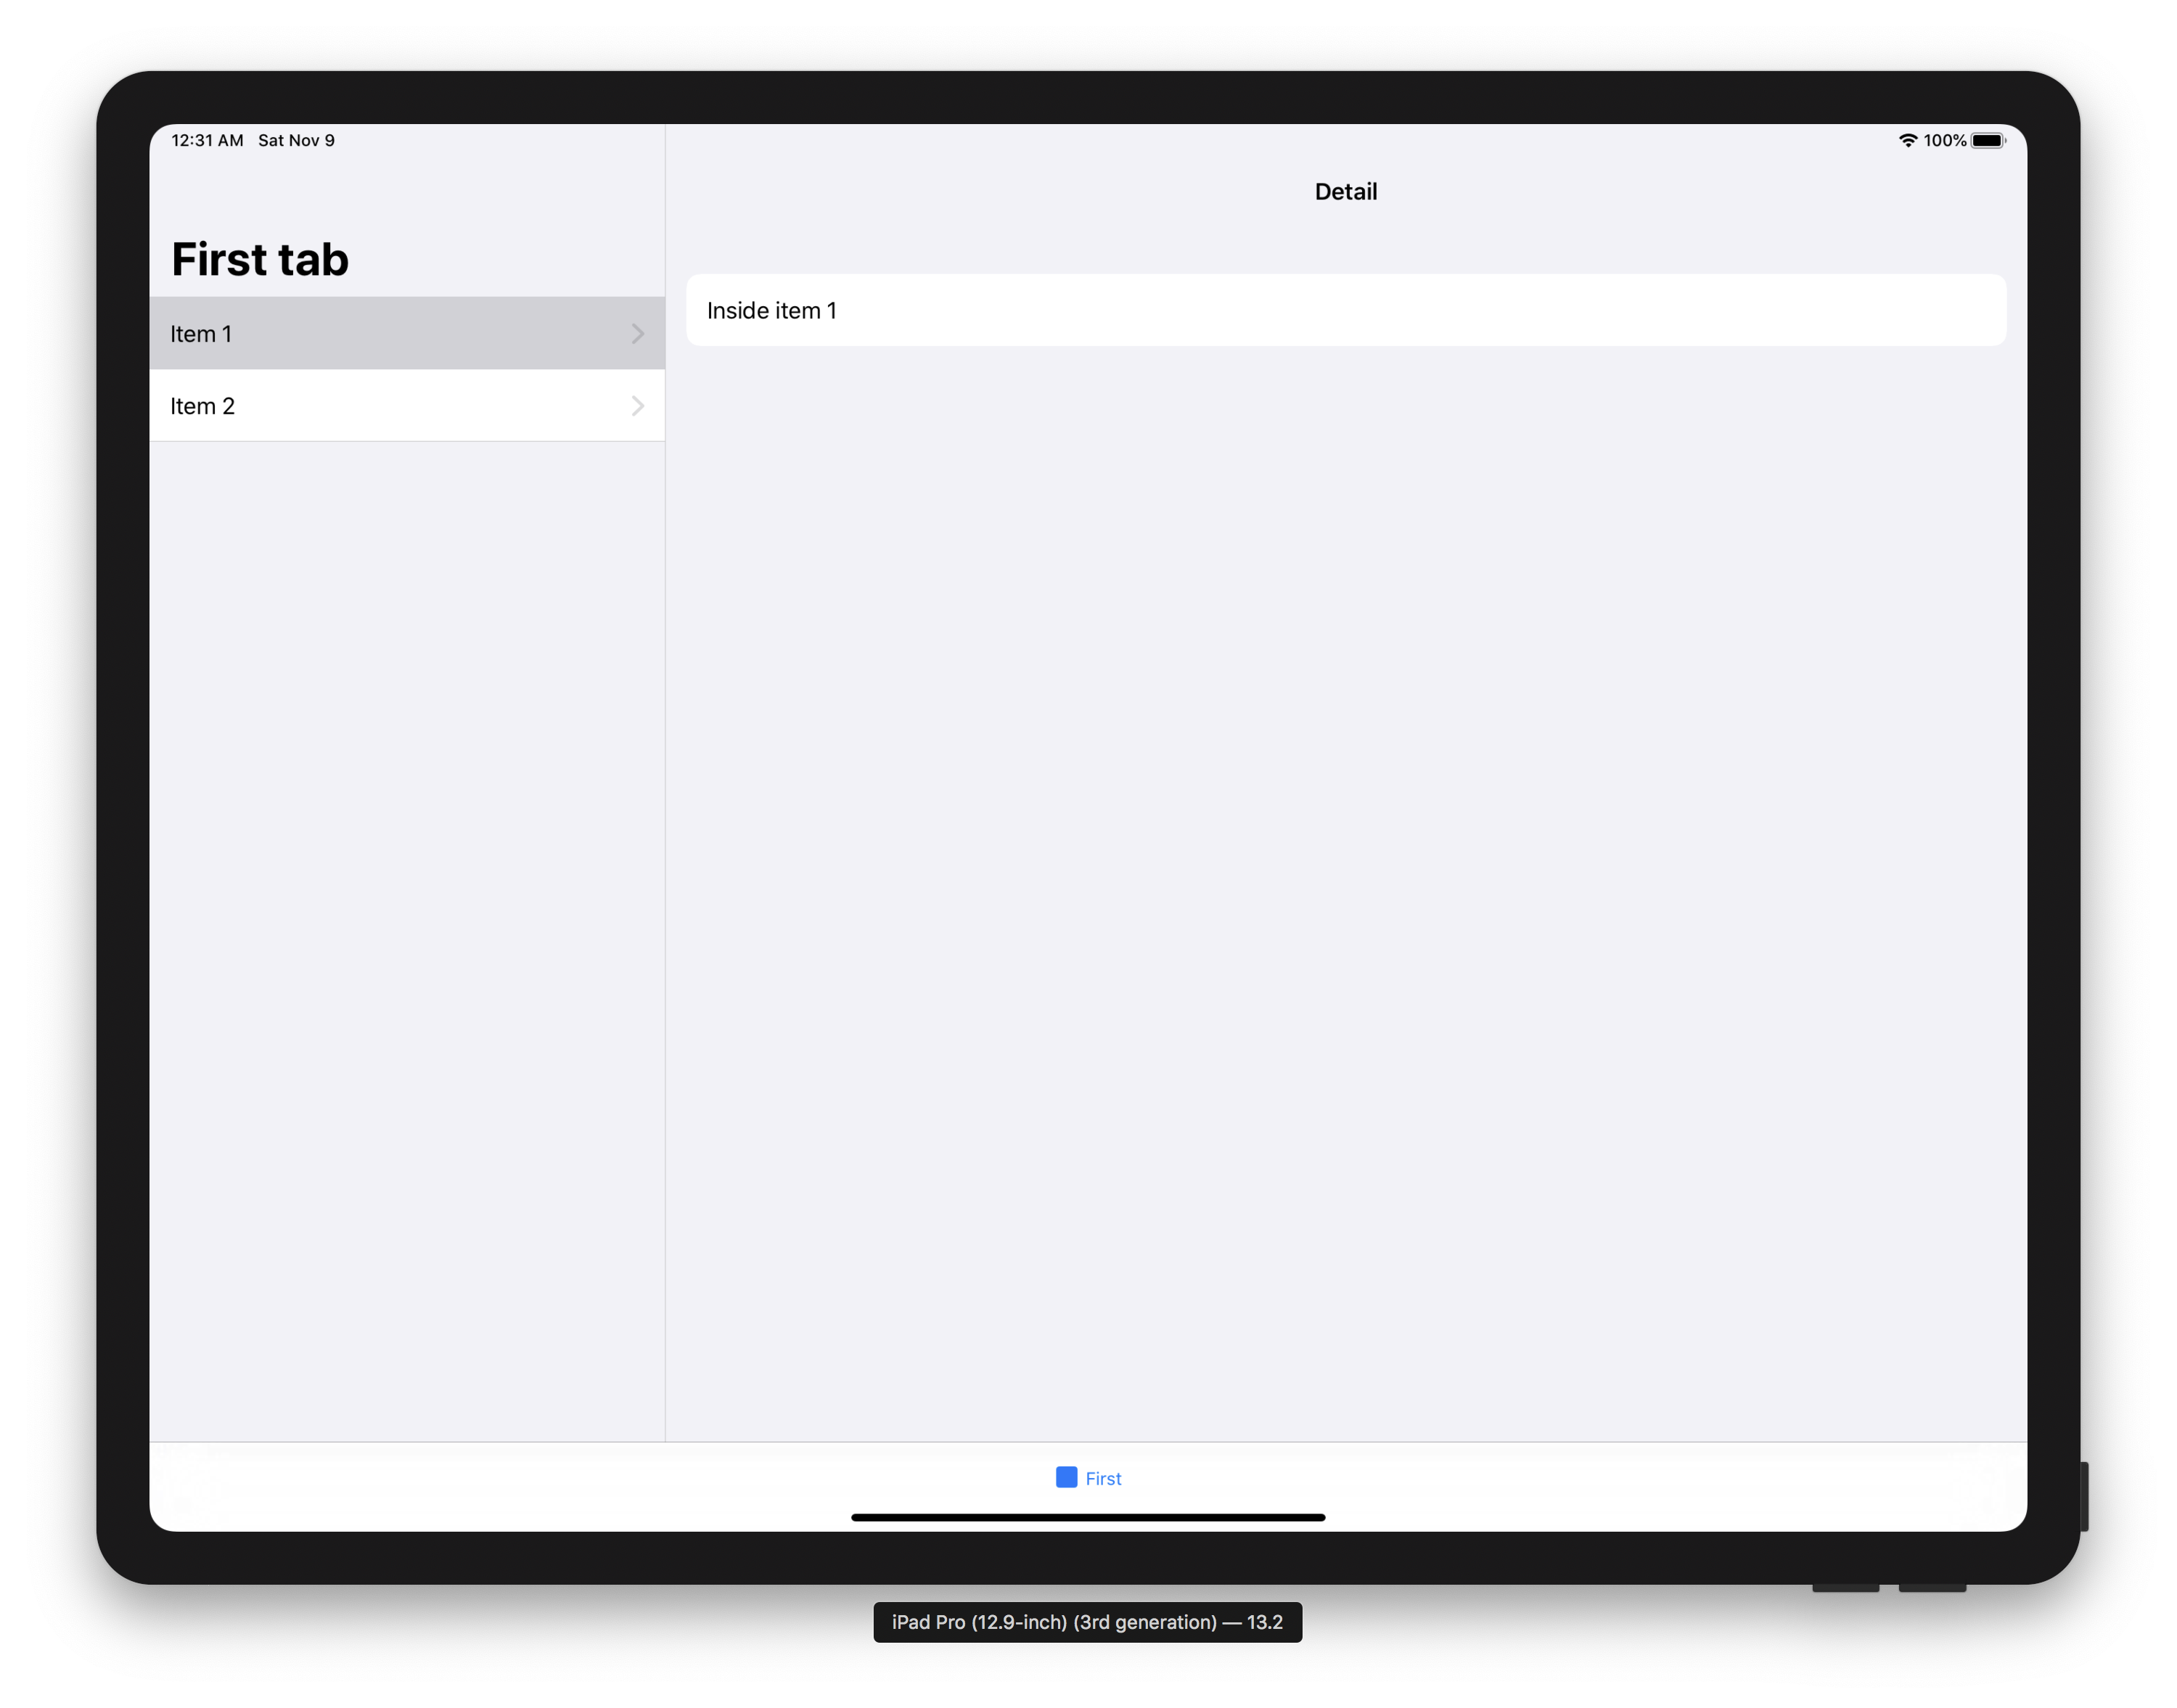 12:31 AM Sat Nov 9
100%
First tab
Item 1
Item 2
Detail
Inside item 1
First
iPad Pro (12.9-inch) (3rd generation) — 13.2